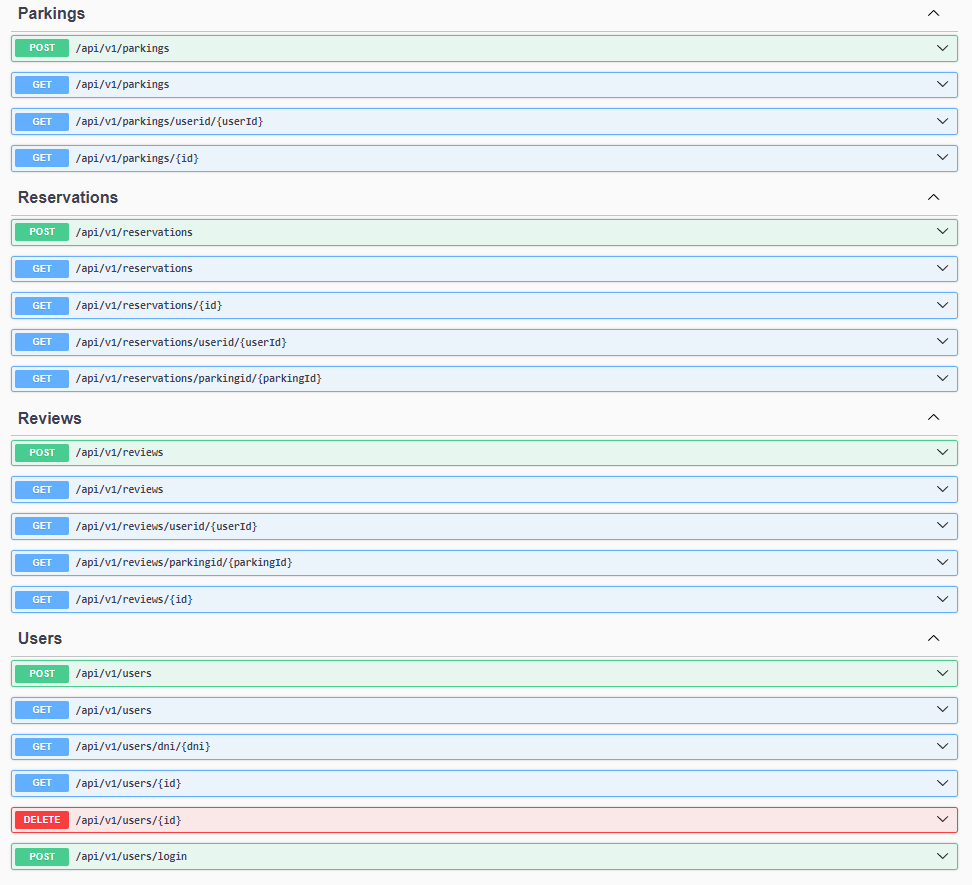 Parkings
POST /api/v1/parkings
GET /api/v1/parkings
GET /api/v1/parkings/userid/{userId}
GET /api/v1/parkings/{id}
Reservations
POST /api/v1/reservations
GET /api/v1/reservations
GET /api/v1/reservations/{id}
GET /api/v1/reservations/userid/{userId}
GET /api/v1/reservations/parkingid/{parkingId}
Reviews
POST /api/v1/reviews
GET /api/v1/reviews
GET /api/v1/reviews/userid/{userId}
GET /api/v1/reviews/parkingid/{parkingId}
GET /api/v1/reviews/{id}
Users
POST /api/v1/users
GET /api/v1/users
GET /api/v1/users/dni/{dni}
GET /api/v1/users/{id}
DELETE /api/v1/users/{id}
POST /api/v1/users/login